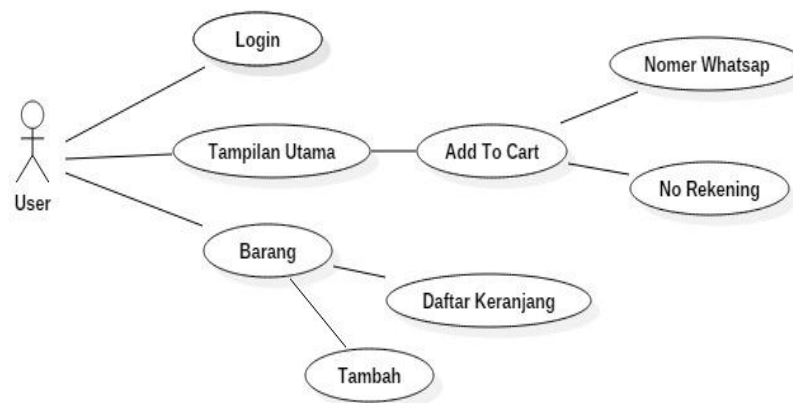 Login
Nomer Whatsap
Tampilan Utama
Add To Cart
No Rekening
User
Barang
Daftar Keranjang
Tambah